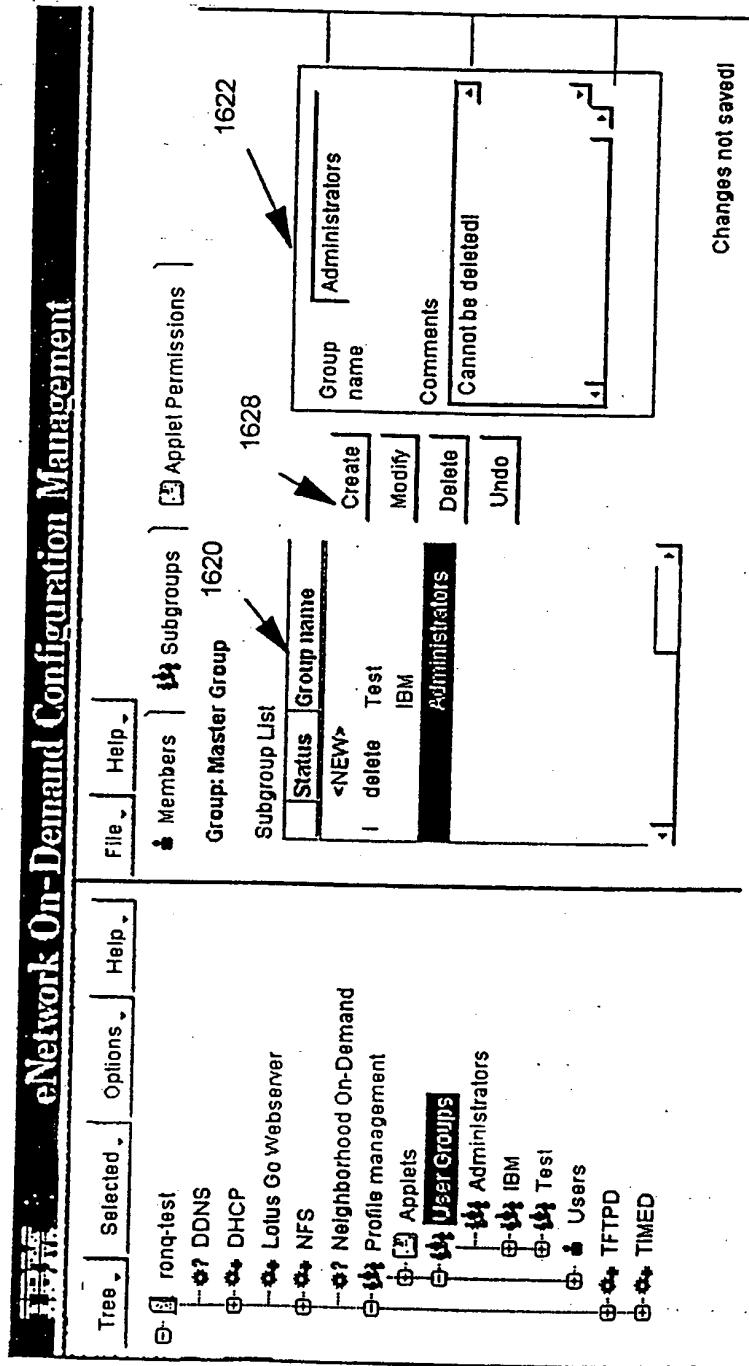 IBM eNetwork On-Demand Configuration Management
Tree Selected Options Help
ronq-test
? DDNS
DHCP
Lotus Go Webserver
NFS
? Neighborhood On-Demand
Profile management
Applets
User Groups
Administrators
IBM
Test
Users
TFTPD
TIMED
File Help
Members Subgroups Applet Permissions
Group: Master Group
1620
1628
1622
Subgroup List
Status Group name
<NEW>
delete Test
IBM
Administrators
Create
Modify
Delete
Undo
Group name
Administrators
Comments
Cannot be deleted!
Changes not saved!